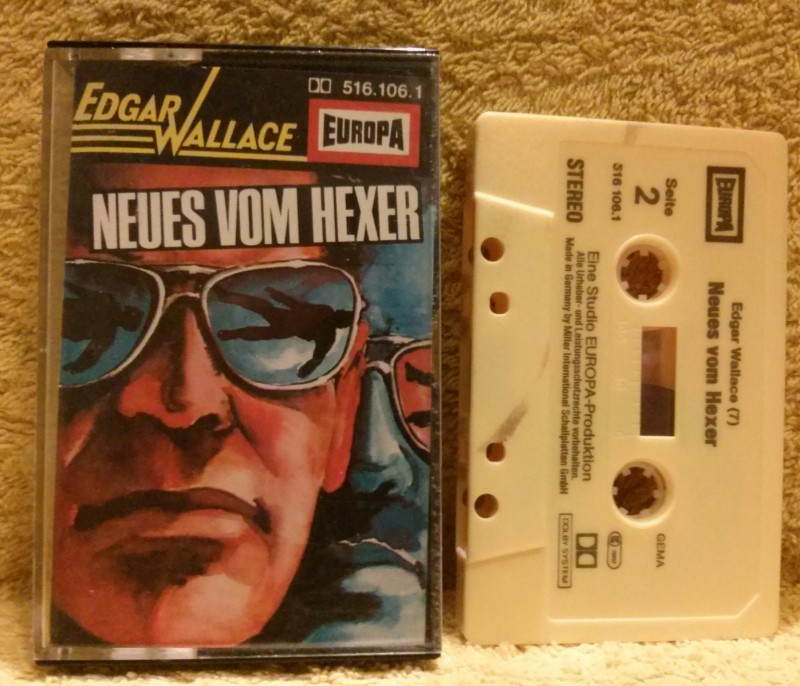 EDGAR WALLACE
516.106.1
EUROPA
NEUES VOM HEXER
EUROPA
Edgar Wallace (7)
Neues vom Hexer
Seite
2
516 106.1
STEREO
GEMA
Eine Studio EUROPA-Produktion
Alle Urheber- und Leistungsschutzrechte vorbehalten.
Made in Germany by Miller International Schallplatten GmbH
DOLBY SYSTEM